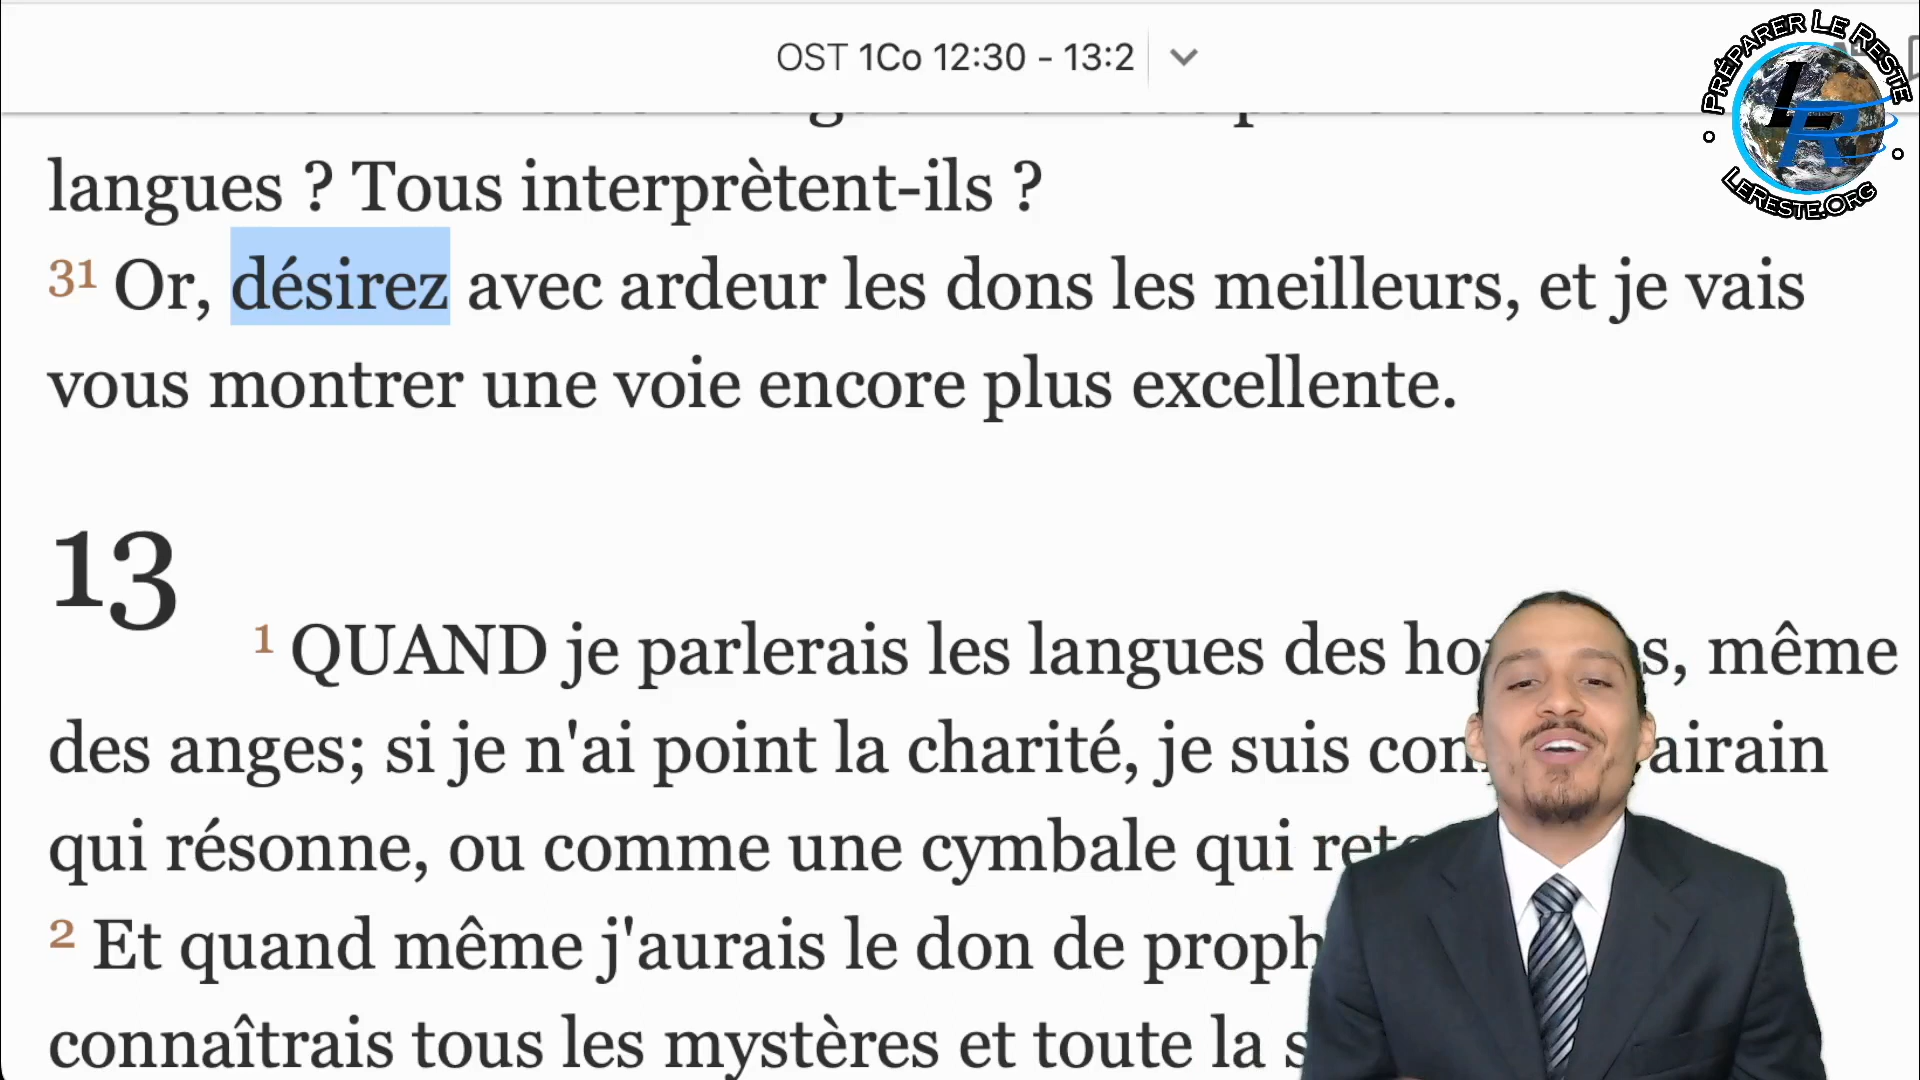 OST 1Co 12:30 - 13:2
PRÉPARER LE RESTE
LR
LERESTE.ORG
langues ? Tous interprètent-ils ?
31 Or, désirez avec ardeur les dons les meilleurs, et je vais
vous montrer une voie encore plus excellente.
13
1 QUAND je parlerais les langues des même
des anges; si je n'ai point la charité, je suis airain
qui résonne, ou comme une cymbale qui
2 Et quand même j'aurais le don de
connaîtrais tous les mystères et toute la